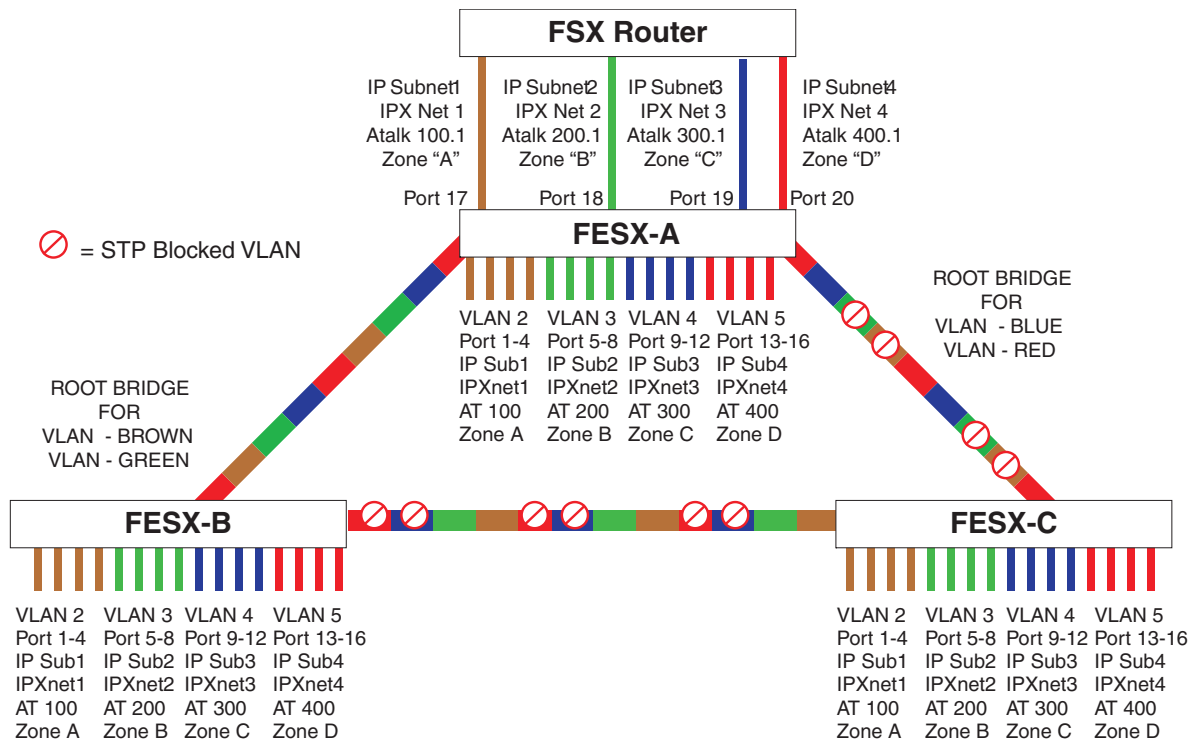 FSX Router
IP Subnet1
IPX Net 1
Atalk 100.1
Zone “A”
IP Subnet2
IPX Net 2
Atalk 200.1
Zone “B”
IP Subnet3
IPX Net 3
Atalk 300.1
Zone “C”
IP Subnet4
IPX Net 4
Atalk 400.1
Zone “D”
Port 17
Port 18
Port 19
Port 20
FESX-A
= STP Blocked VLAN
VLAN 2
Port 1-4
IP Sub1
IPXnet1
AT 100
Zone A
VLAN 3
Port 5-8
IP Sub2
IPXnet2
AT 200
Zone B
VLAN 4
Port 9-12
IP Sub3
IPXnet3
AT 300
Zone C
VLAN 5
Port 13-16
IP Sub4
IPXnet4
AT 400
Zone D
ROOT BRIDGE
FOR
VLAN - BLUE
VLAN - RED
ROOT BRIDGE
FOR
VLAN - BROWN
VLAN - GREEN
FESX-B
VLAN 2
Port 1-4
IP Sub1
IPXnet1
AT 100
Zone A
VLAN 3
Port 5-8
IP Sub2
IPXnet2
AT 200
Zone B
VLAN 4
Port 9-12
IP Sub3
IPXnet3
AT 300
Zone C
VLAN 5
Port 13-16
IP Sub4
IPXnet4
AT 400
Zone D
FESX-C
VLAN 2
Port 1-4
IP Sub1
IPXnet1
AT 100
Zone A
VLAN 3
Port 5-8
IP Sub2
IPXnet2
AT 200
Zone B
VLAN 4
Port 9-12
IP Sub3
IPXnet3
AT 300
Zone C
VLAN 5
Port 13-16
IP Sub4
IPXnet4
AT 400
Zone D